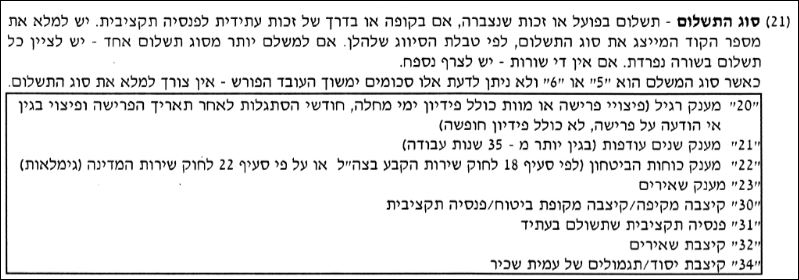 (21) סוג התשלום - תשלום בפועל או זכות שנצברה, אם בקופה או בדרך של זכות עתידית לפנסיה תקציבית. יש למלא את
מספר הקוד המייצג את סוג התשלום, לפי טבלת הסיווג שלהלן. אם למשלם יותר מסוג תשלום אחד - יש לציין כל
תשלום בשורה נפרדת. אם אין די שורות - יש לצרף נספח.
כאשר סוג המשלם הוא "5" או "6" ולא ניתן לדעת אלו סכומים ימשוך העובד הפורש - אין צורך למלא את סוג התשלום.
"20" מענק רגיל (פיצויי פרישה או מוות כולל פידיון ימי מחלה, חודשי הסתגלות לאחר תאריך הפרישה ופיצוי בגין
אי הודעה על פרישה, לא כולל פידיון חופשה)
"21" מענק שנים עודפות (בגין יותר מ - 35 שנות עבודה)
"22" מענק כוחות הביטחון (לפי סעיף 18 לחוק שירות הקבע בצה"ל או על פי סעיף 22 לחוק שירות המדינה (גימלאות)
"23" מענק שאירים
"30" קיצבה מקיפה/קיצבה מקופת ביטוח/פנסיה תקציבית
"31" פנסיה תקציבית שתשולם בעתיד
"32" קיצבת שאירים
"34" קיצבת יסוד/תגמולים של עמית שכיר